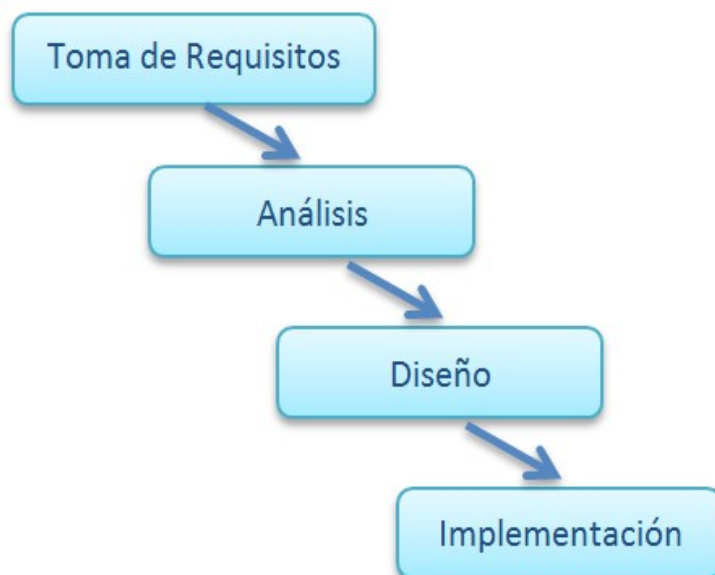 Toma de Requisitos
Análisis
Diseño
Implementación